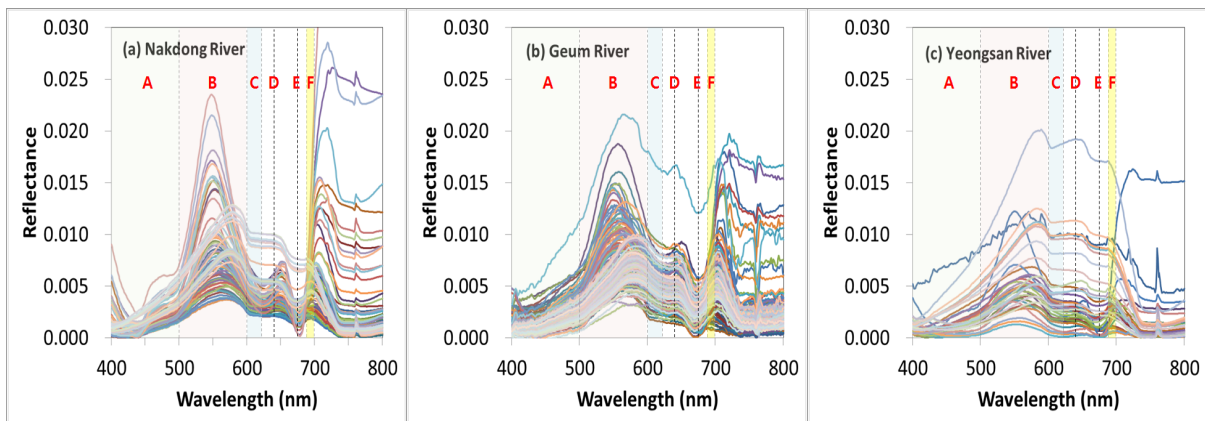 (a) Nakdong River
A B C D E F
0.030
0.025
0.020
0.015
0.010
0.005
0.000
Reflectance
400 500 600 700 800
Wavelength (nm)
(b) Geum River
A B C D E F
0.030
0.025
0.020
0.015
0.010
0.005
0.000
Reflectance
400 500 600 700 800
Wavelength (nm)
(c) Yeongsan River
A B C D E F
0.030
0.025
0.020
0.015
0.010
0.005
0.000
Reflectance
400 500 600 700 800
Wavelength (nm)